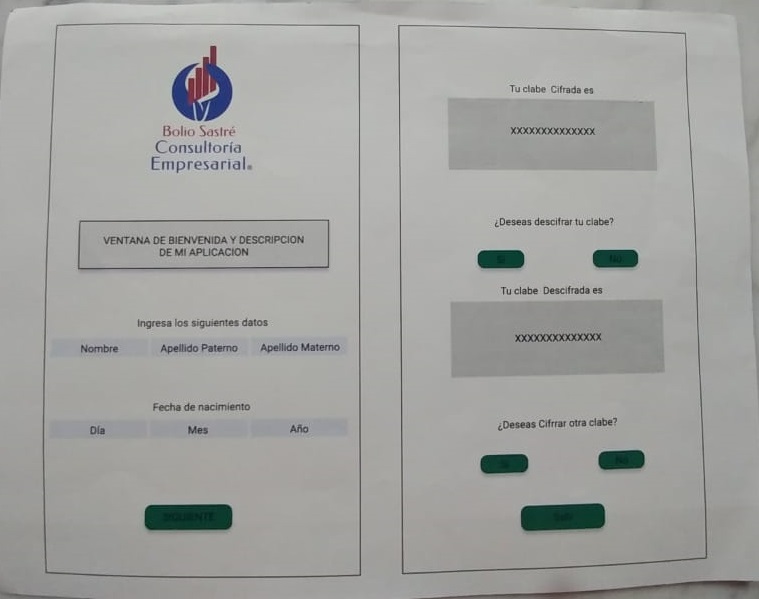 Bolio Sastré
Consultoría
Empresarial®
VENTANA DE BIENVENIDA Y DESCRIPCION
DE MI APLICACION
Ingresa los siguientes datos
Nombre Apellido Paterno Apellido Materno
Fecha de nacimiento
Día Mes Año
SIGUIENTE
Tu clabe Cifrada es
XXXXXXXXXXXXXX
¿Deseas descifrar tu clabe?
Si No
Tu clabe Descifrada es
XXXXXXXXXXXXXX
¿Deseas Cifrrar otra clabe?
Si No
Salir